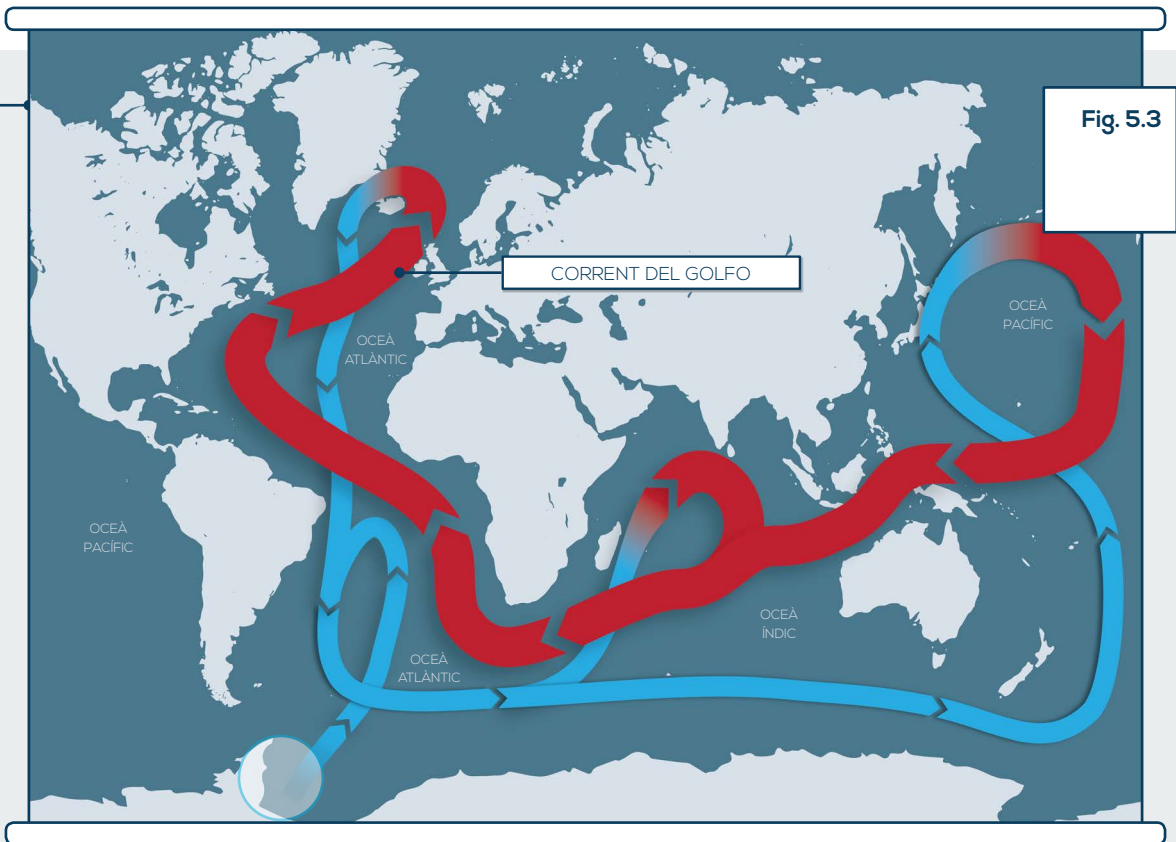 Fig. 5.3
CORRENT DEL GOLFO
OCEÀ
PACÍFIC
OCEÀ
ATLÀNTIC
OCEÀ
PACÍFIC
OCEÀ
ÍNDIC
OCEÀ
ATLÀNTIC